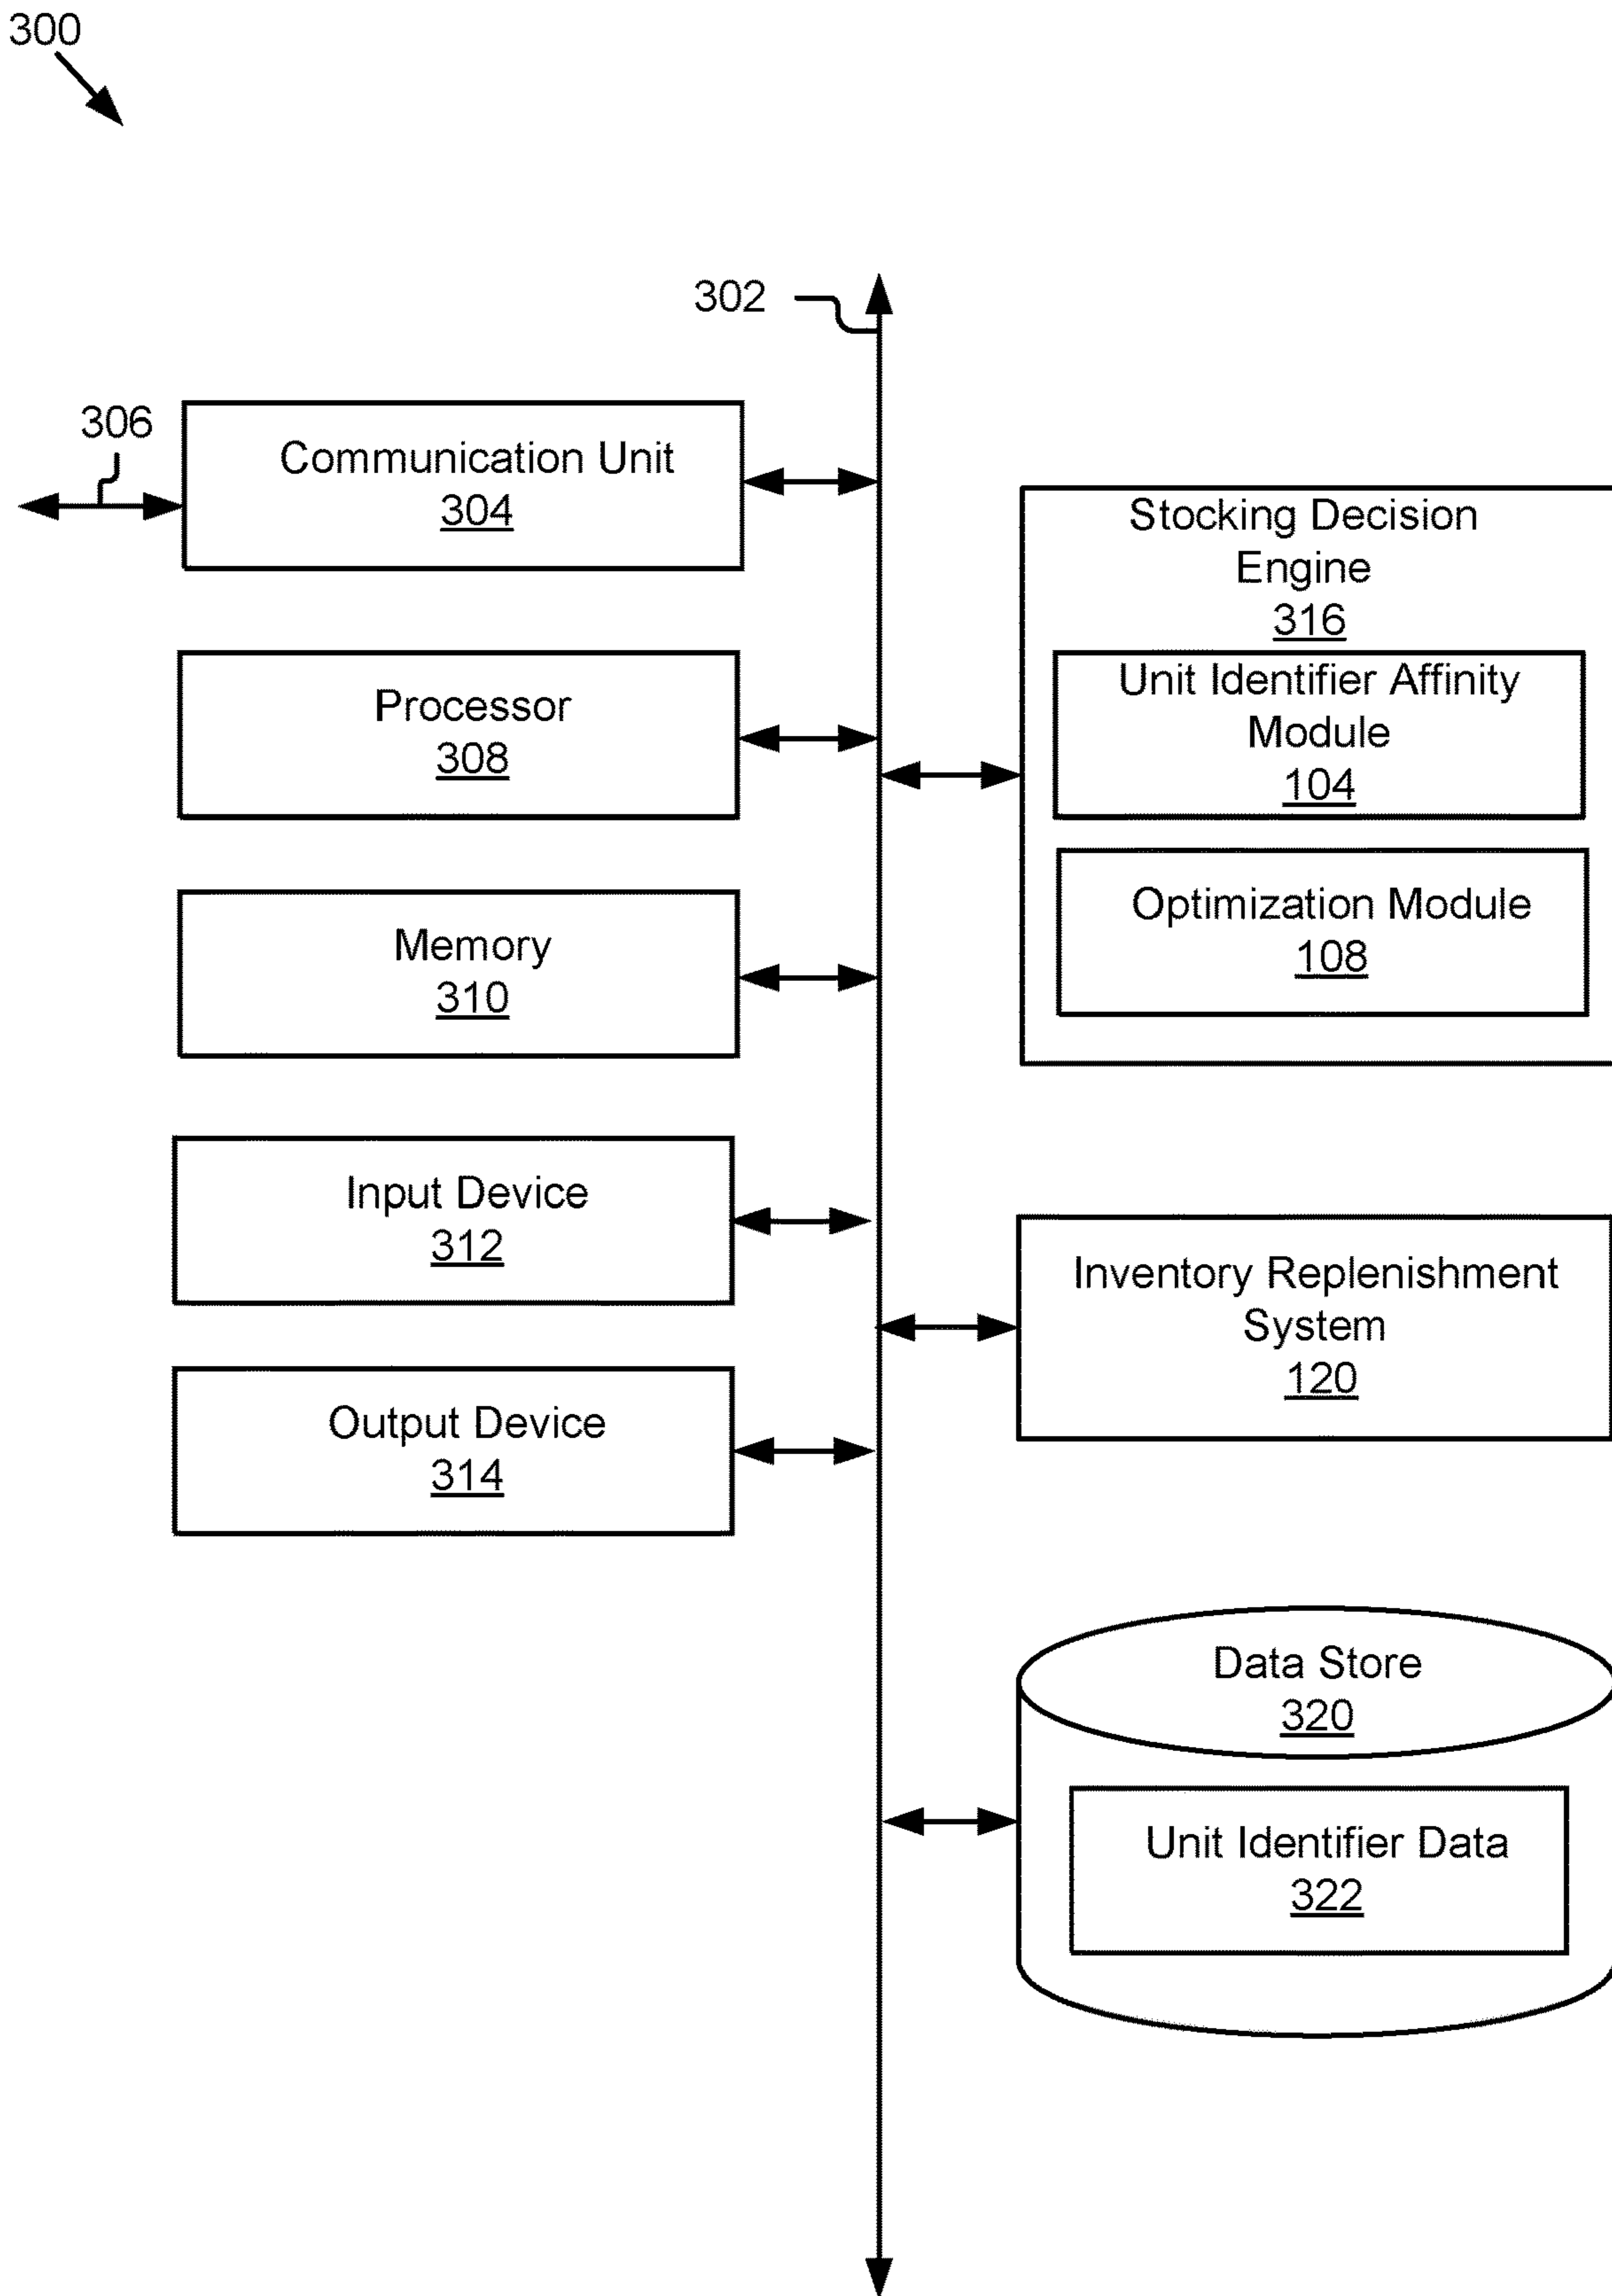 300
302
306
Communication Unit
304
Processor
308
Memory
310
Input Device
312
Output Device
314
Stocking Decision
Engine
316
Unit Identifier Affinity
Module
104
Optimization Module
108
Inventory Replenishment
System
120
Data Store
320
Unit Identifier Data
322